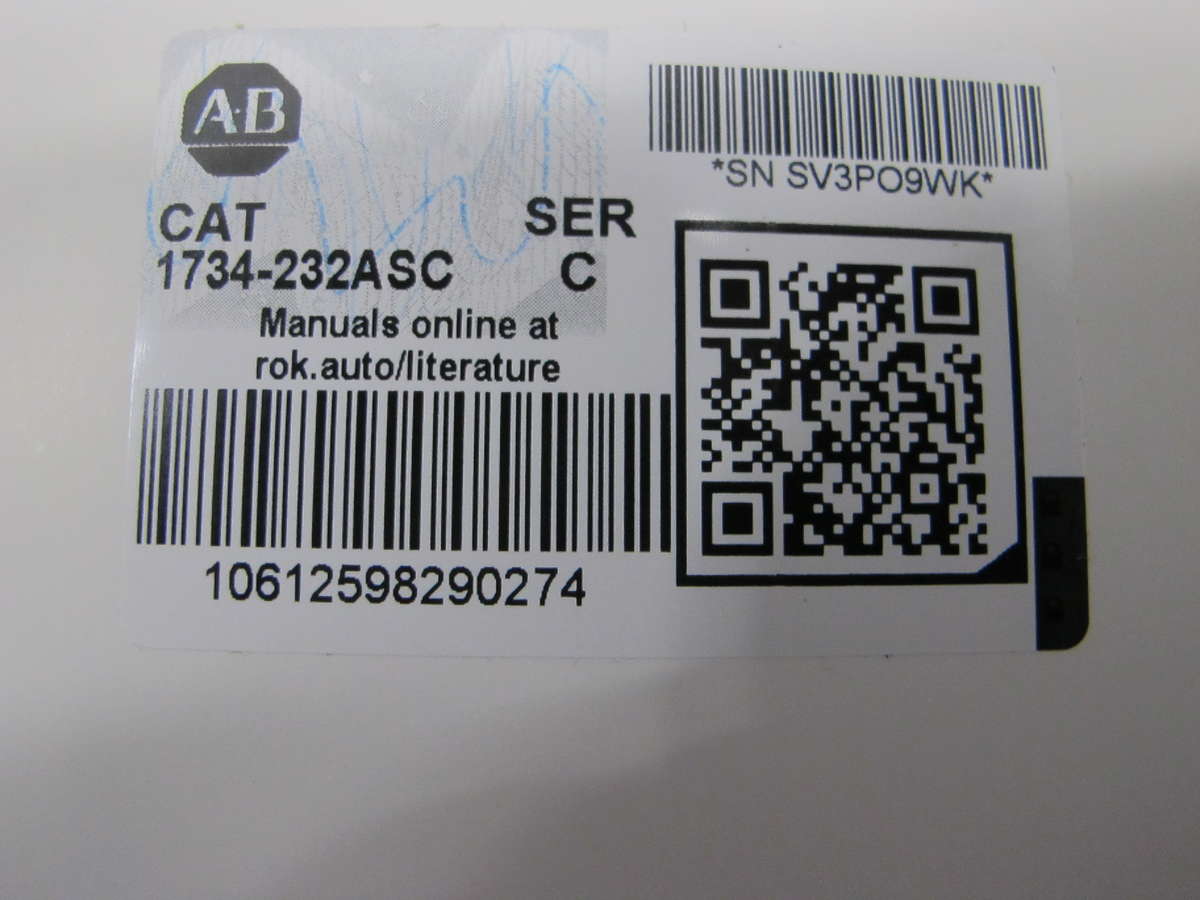 A·B
*SN SV3PO9WK*
CAT SER
1734-232ASC C
Manuals online at
rok.auto/literature
10612598290274